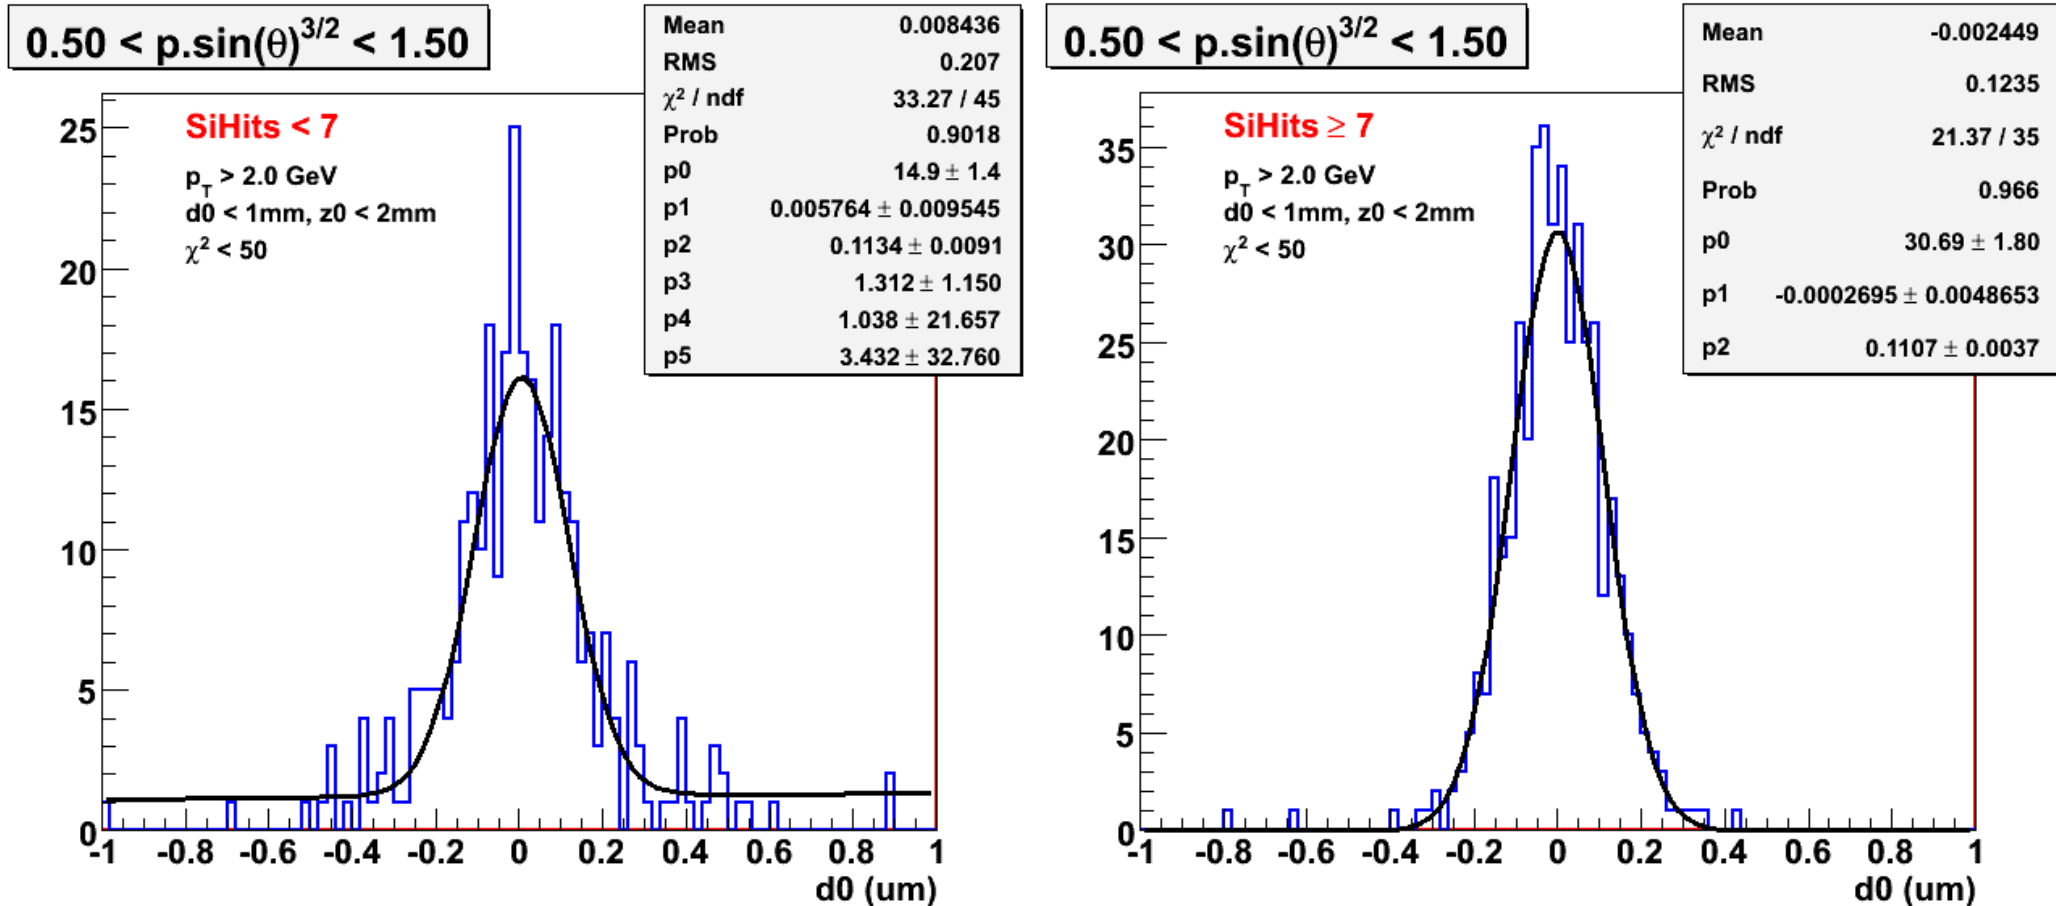 0.50 < p.sin(θ)^3/2 < 1.50
Mean 0.008436
RMS 0.207
χ² / ndf 33.27 / 45
Prob 0.9018
p0 14.9 ± 1.4
p1 0.005764 ± 0.009545
p2 0.1134 ± 0.0091
p3 1.312 ± 1.150
p4 1.038 ± 21.657
p5 3.432 ± 32.760
SiHits < 7
p_T > 2.0 GeV
d0 < 1mm, z0 < 2mm
χ² < 50
25
20
15
10
5
0
-1 -0.8 -0.6 -0.4 -0.2 0 0.2 0.4 0.6 0.8 1
d0 (um)
0.50 < p.sin(θ)^3/2 < 1.50
Mean -0.002449
RMS 0.1235
χ² / ndf 21.37 / 35
Prob 0.966
p0 30.69 ± 1.80
p1 -0.0002695 ± 0.0048653
p2 0.1107 ± 0.0037
SiHits ≥ 7
p_T > 2.0 GeV
d0 < 1mm, z0 < 2mm
χ² < 50
35
30
25
20
15
10
5
0
-1 -0.8 -0.6 -0.4 -0.2 0 0.2 0.4 0.6 0.8 1
d0 (um)